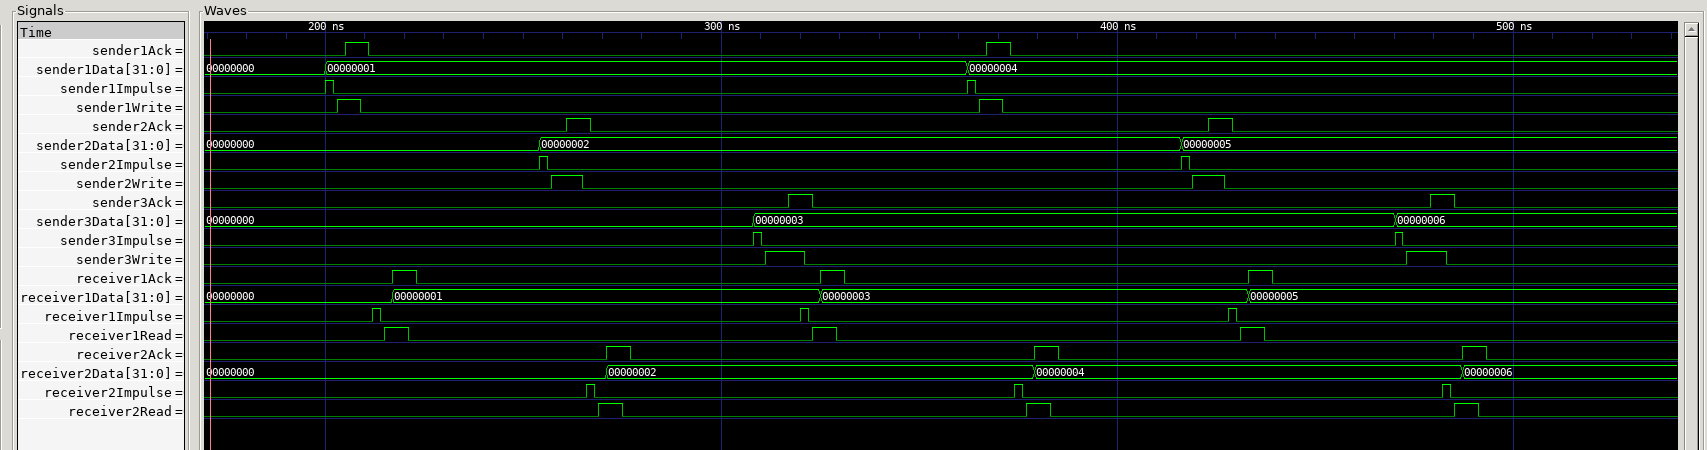 Signals
Waves
Time
200 ns 300 ns 400 ns 500 ns
sender1Ack =
sender1Data[31:0] = 00000000 00000001 00000004
sender1Impulse =
sender1Write =
sender2Ack =
sender2Data[31:0] = 00000000 00000002 00000005
sender2Impulse =
sender2Write =
sender3Ack =
sender3Data[31:0] = 00000000 00000003 00000006
sender3Impulse =
sender3Write =
receiver1Ack =
receiver1Data[31:0] = 00000000 00000001 00000003 00000005
receiver1Impulse =
receiver1Read =
receiver2Ack =
receiver2Data[31:0] = 00000000 00000002 00000004 00000006
receiver2Impulse =
receiver2Read =